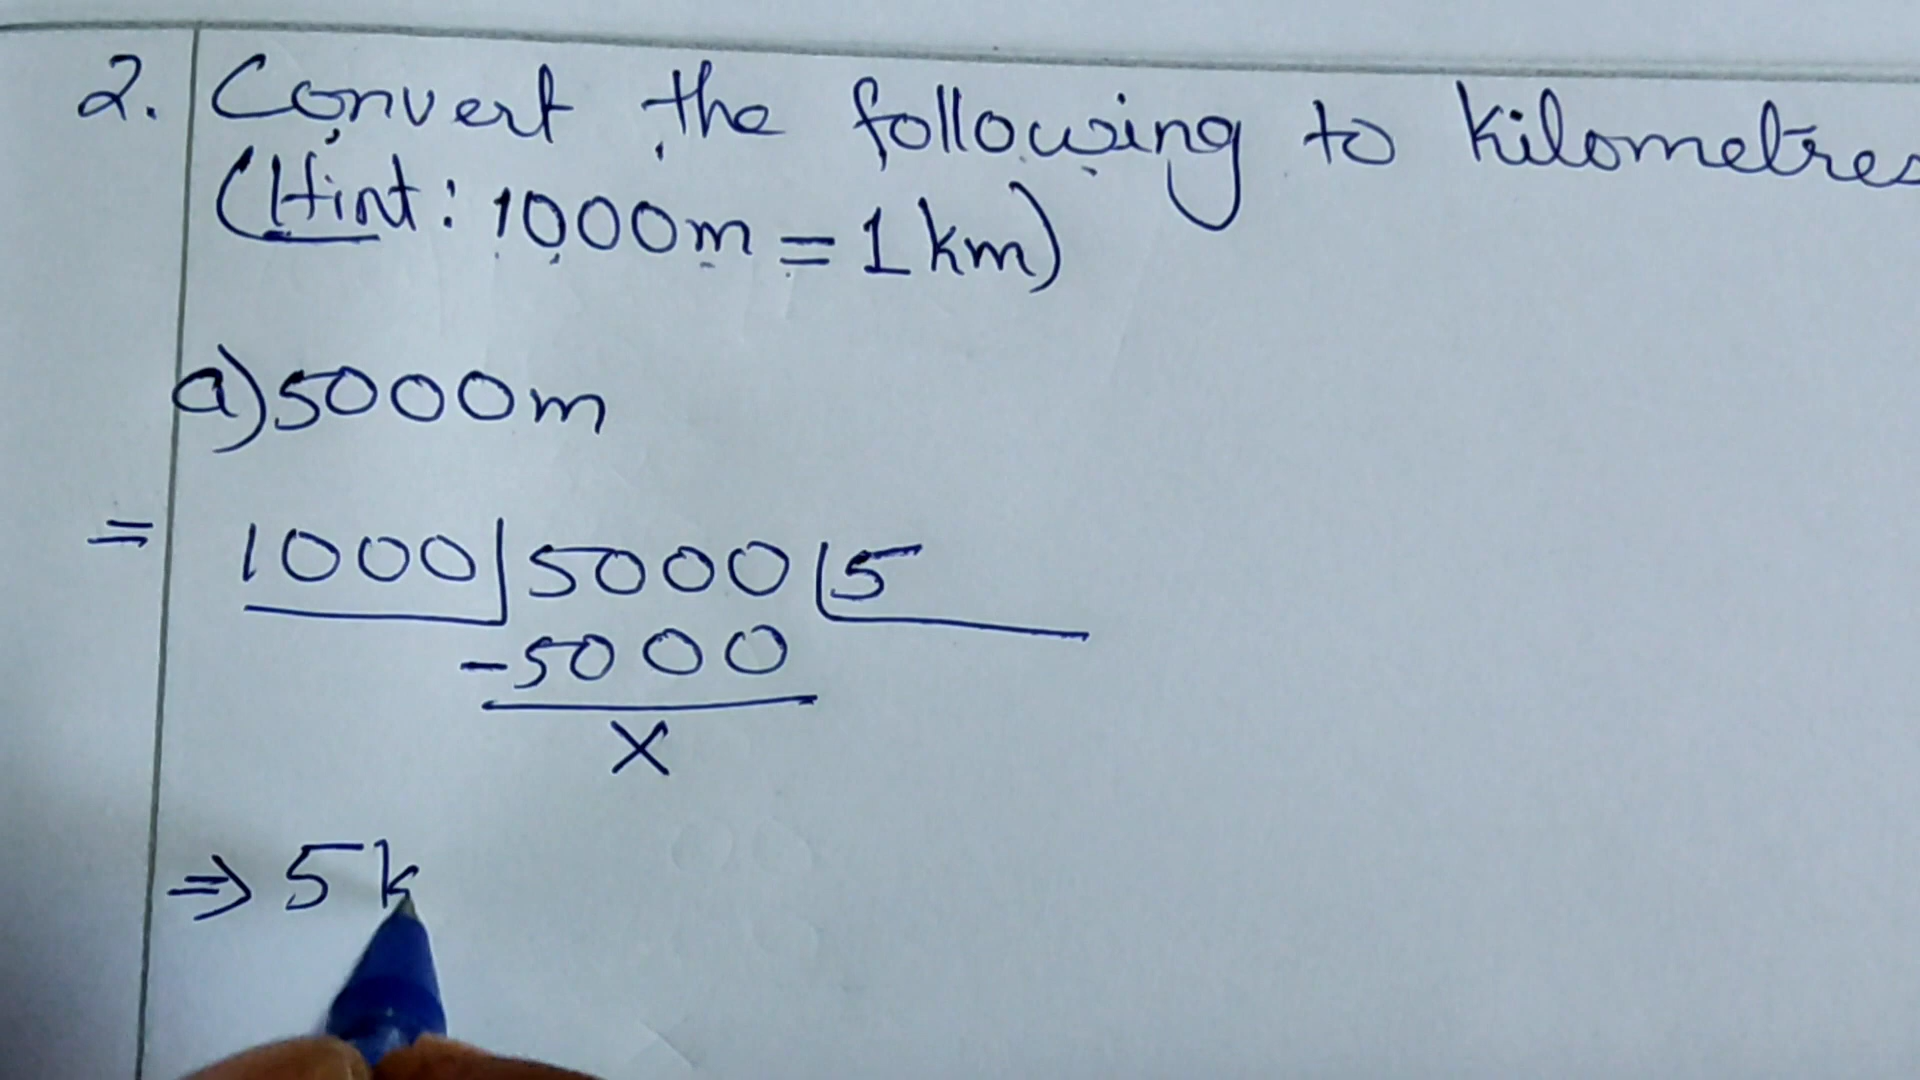 2. Convert the following to kilometres
(Hint: 1000m = 1km)
a) 5000m
= 1000 | 5000 | 5
-5000
x
⇒ 5k